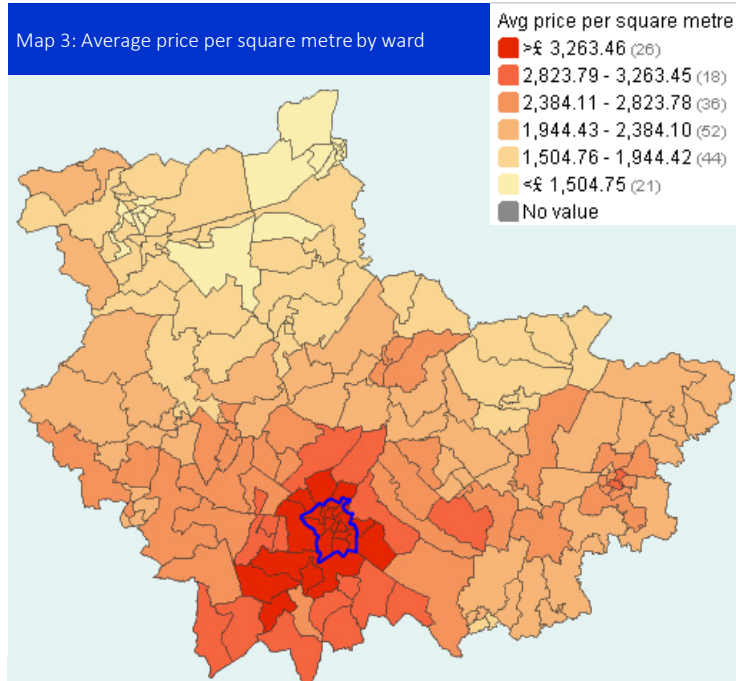 Map 3: Average price per square metre by ward
Avg price per square metre
>£ 3,263.46 (26)
2,823.79 - 3,263.45 (18)
2,384.11 - 2,823.78 (36)
1,944.43 - 2,384.10 (52)
1,504.76 - 1,944.42 (44)
<£ 1,504.75 (21)
No value